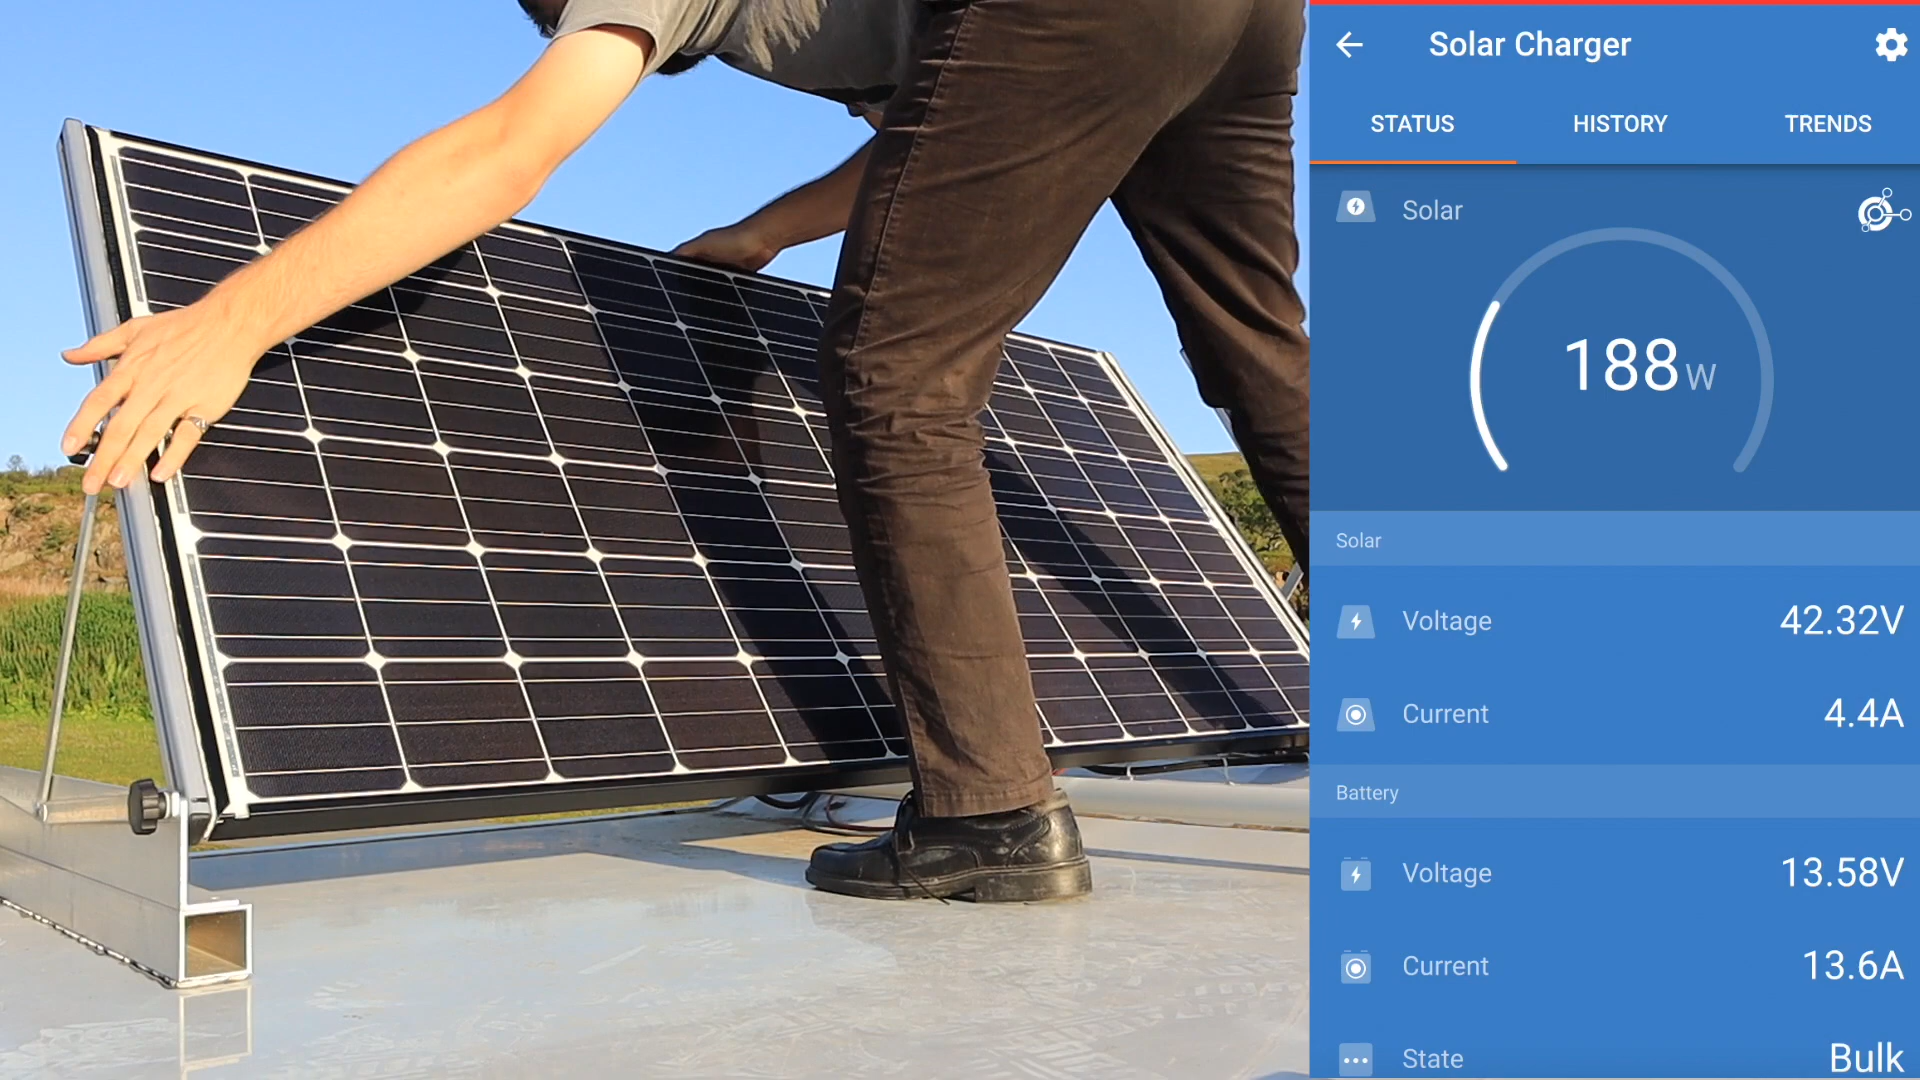 Solar Charger
STATUS HISTORY TRENDS
Solar
188W
Solar
Voltage 42.32V
Current 4.4A
Battery
Voltage 13.58V
Current 13.6A
State Bulk